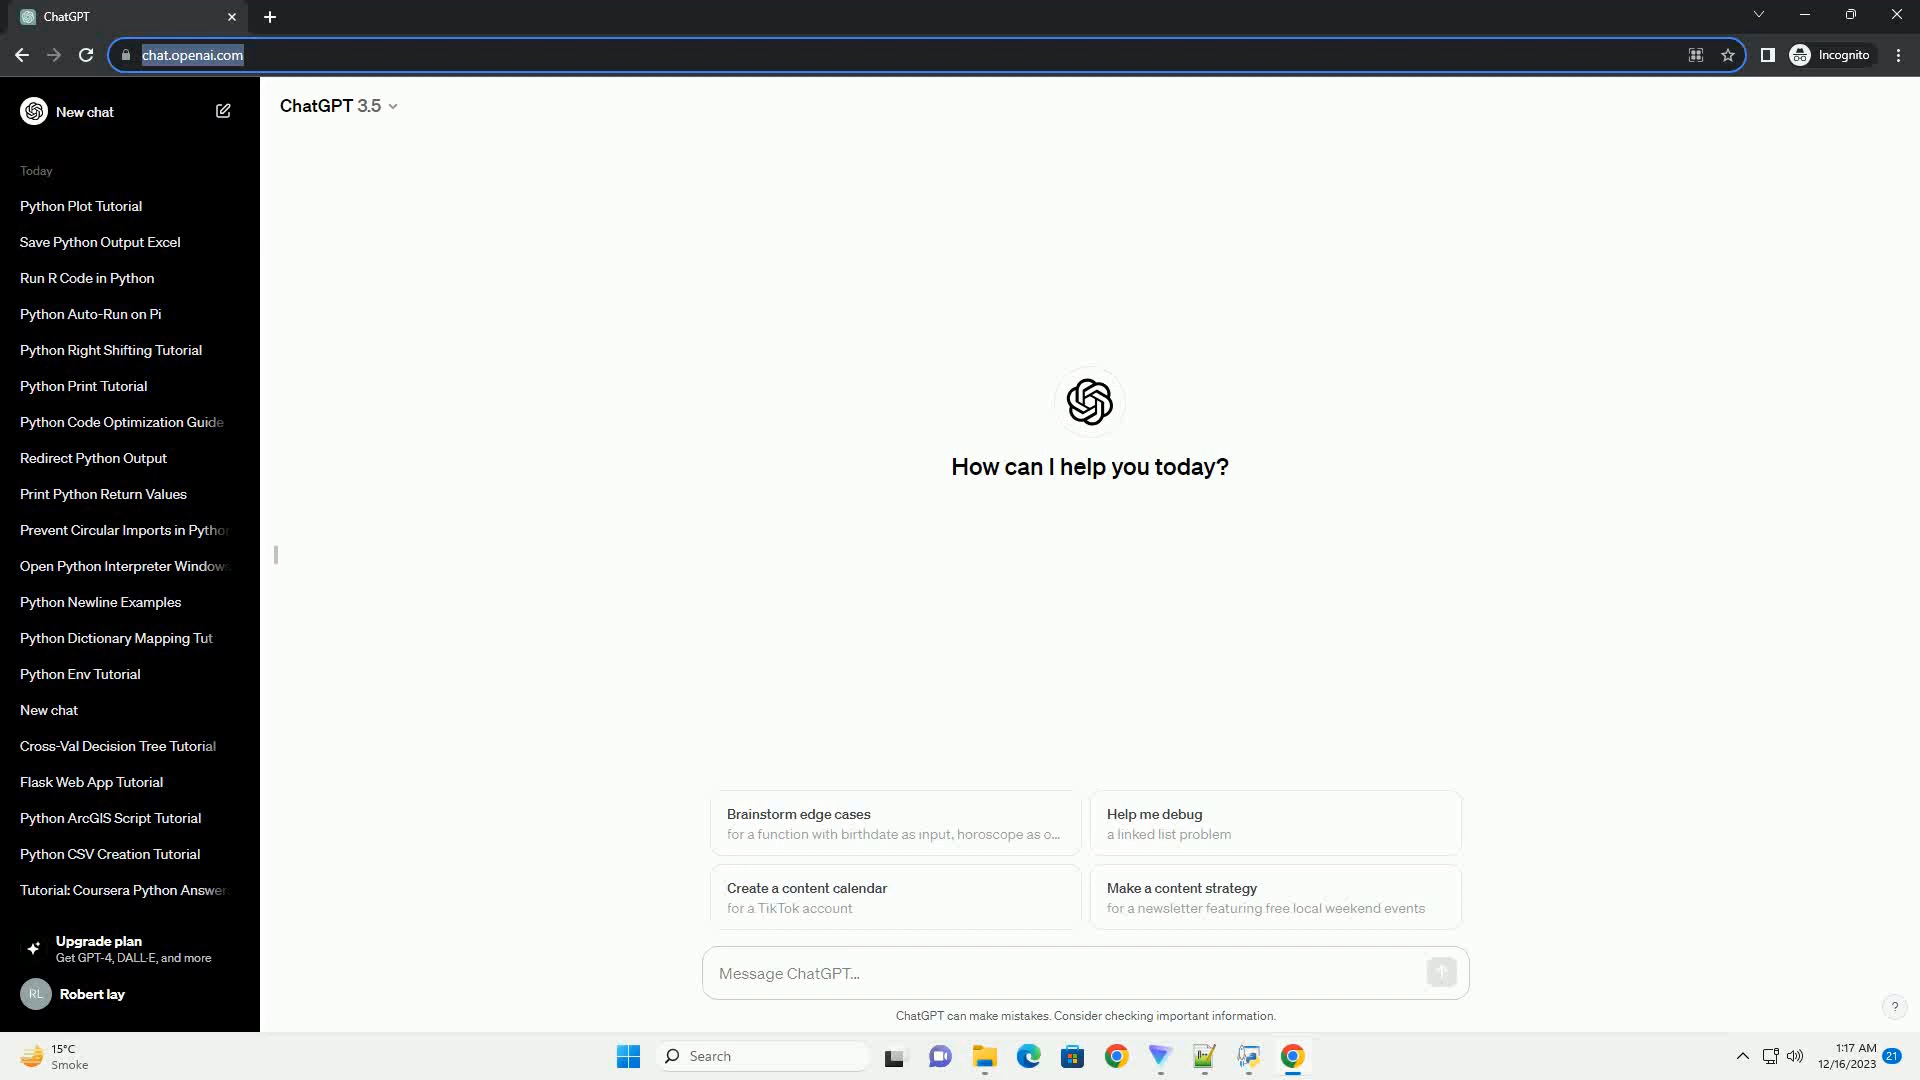 ChatGPT
chat.openai.com
Incognito
New chat
ChatGPT 3.5
Today
Python Plot Tutorial
Save Python Output Excel
Run R Code in Python
Python Auto-Run on Pi
Python Right Shifting Tutorial
Python Print Tutorial
Python Code Optimization Guide
Redirect Python Output
Print Python Return Values
Prevent Circular Imports in Python
Open Python Interpreter Windows
Python Newline Examples
Python Dictionary Mapping Tut
Python Env Tutorial
New chat
Cross-Val Decision Tree Tutorial
Flask Web App Tutorial
Python ArcGIS Script Tutorial
Python CSV Creation Tutorial
Tutorial: Coursera Python Answer
Upgrade plan
Get GPT-4, DALL·E, and more
RL
Robert lay
How can I help you today?
Brainstorm edge cases
for a function with birthdate as input, horoscope as o...
Help me debug
a linked list problem
Create a content calendar
for a TikTok account
Make a content strategy
for a newsletter featuring free local weekend events
Message ChatGPT...
ChatGPT can make mistakes. Consider checking important information.
?
15°C
Smoke
Search
1:17 AM
12/16/2023
21